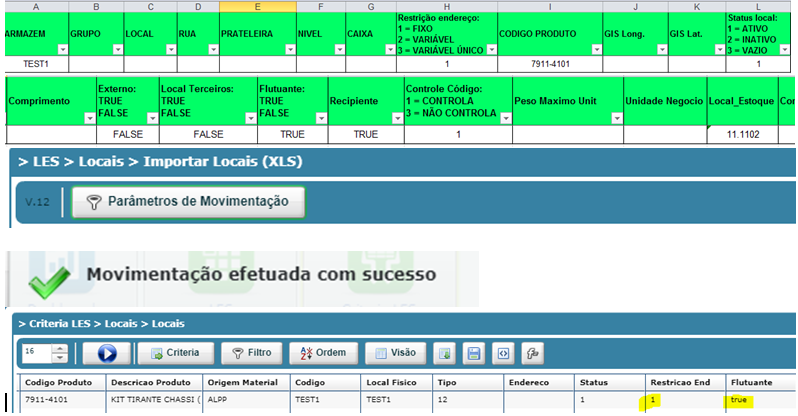 A B C D E F G H I J K L
ARMAZEM GRUPO LOCAL RUA PRATELEIRA NIVEL CAIXA Restrição endereço: 1 = FIXO 2 = VARIÁVEL 3 = VARIÁVEL ÚNICO CODIGO PRODUTO GIS Long. GIS Lat. Status local: 1 = ATIVO 2 = INATIVO 3 = VAZIO
TEST1 1 7911-4101 1
Comprimento Externo: TRUE FALSE Local Terceiros: TRUE FALSE Flutuante: TRUE FALSE Recipiente Controle Código: 1 = CONTROLA 3 = NÃO CONTROLA Peso Maximo Unit Unidade Negocio Local_Estoque
FALSE FALSE TRUE TRUE 1 11.1102
> LES > Locais > Importar Locais (XLS)
V.12 Parâmetros de Movimentação
Movimentação efetuada com sucesso
> Criteria LES > Locais > Locais
16 Criteria Filtro Ordem Visão
Codigo Produto Descricao Produto Origem Material Codigo Local Fisico Tipo Endereco Status Restricao End Flutuante
7911-4101 KIT TIRANTE CHASSI ( ALPP TEST1 TEST1 12 1 1 true